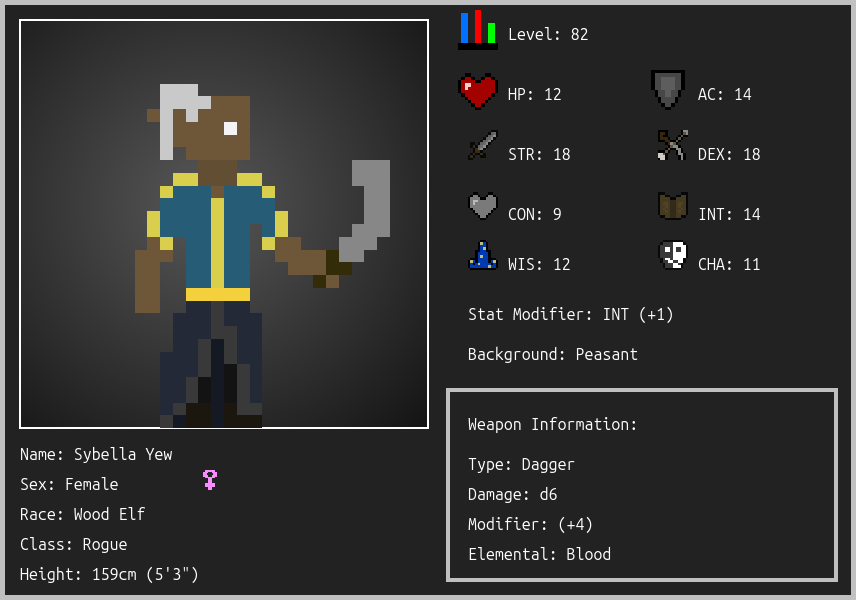 Level: 82
HP: 12
AC: 14
STR: 18
DEX: 18
CON: 9
INT: 14
WIS: 12
CHA: 11
Stat Modifier: INT (+1)
Background: Peasant
Weapon Information:
Type: Dagger
Damage: d6
Modifier: (+4)
Elemental: Blood
Name: Sybella Yew
Sex: Female
Race: Wood Elf
Class: Rogue
Height: 159cm (5'3")